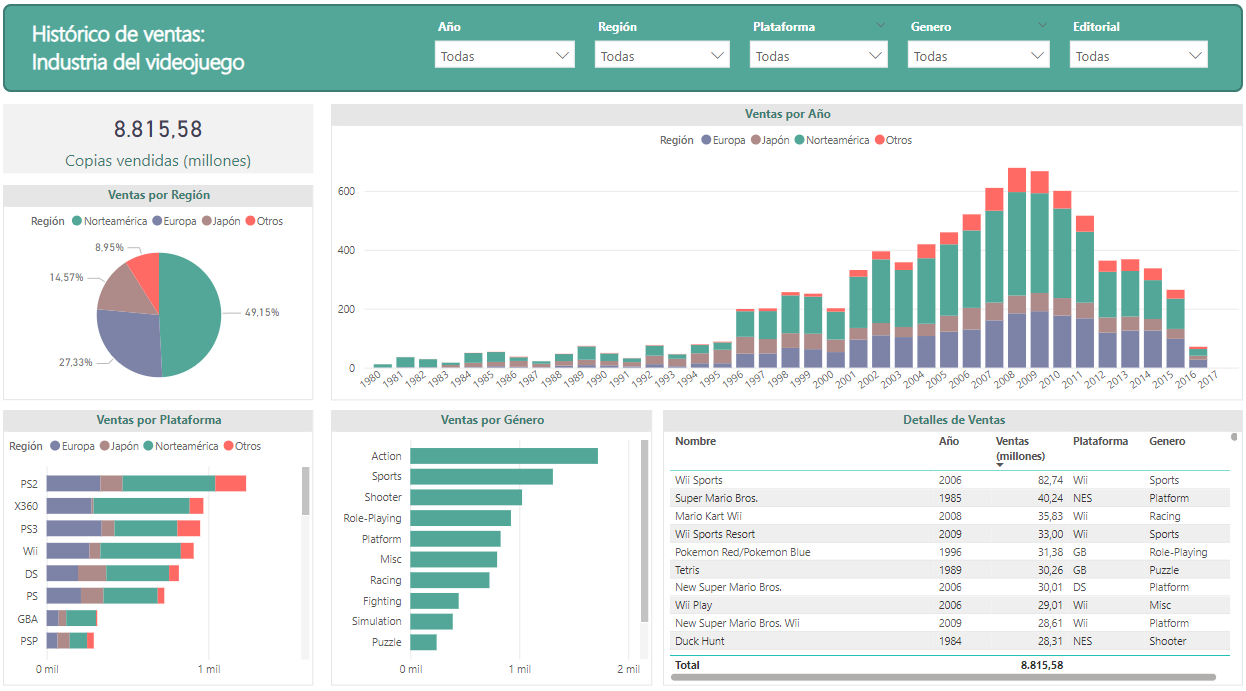 Histórico de ventas:
Industria del videojuego
Año
Región
Plataforma
Genero
Editorial
Todas
Todas
Todas
Todas
Todas
8.815,58
Copias vendidas (millones)
Ventas por Región
Región Norteamérica Europa Japón Otros
8,95%
14,57%
49,15%
27,33%
Ventas por Año
Región Europa Japón Norteamérica Otros
600
400
200
0
1980 1981 1982 1983 1984 1985 1986 1987 1988 1989 1990 1991 1992 1993 1994 1995 1996 1997 1998 1999 2000 2001 2002 2003 2004 2005 2006 2007 2008 2009 2010 2011 2012 2013 2014 2015 2016 2017
Ventas por Plataforma
Región Europa Japón Norteamérica Otros
PS2
X360
PS3
Wii
DS
PS
GBA
PSP
0 mil 1 mil
Ventas por Género
Action
Sports
Shooter
Role-Playing
Platform
Misc
Racing
Fighting
Simulation
Puzzle
0 mil 1 mil 2 mil
Detalles de Ventas
Nombre Año Ventas (millones) Plataforma Genero
Wii Sports 2006 82,74 Wii Sports
Super Mario Bros. 1985 40,24 NES Platform
Mario Kart Wii 2008 35,83 Wii Racing
Wii Sports Resort 2009 33,00 Wii Sports
Pokemon Red/Pokemon Blue 1996 31,38 GB Role-Playing
Tetris 1989 30,26 GB Puzzle
New Super Mario Bros. 2006 30,01 DS Platform
Wii Play 2006 29,01 Wii Misc
New Super Mario Bros. Wii 2009 28,61 Wii Platform
Duck Hunt 1984 28,31 NES Shooter
Total 8.815,58